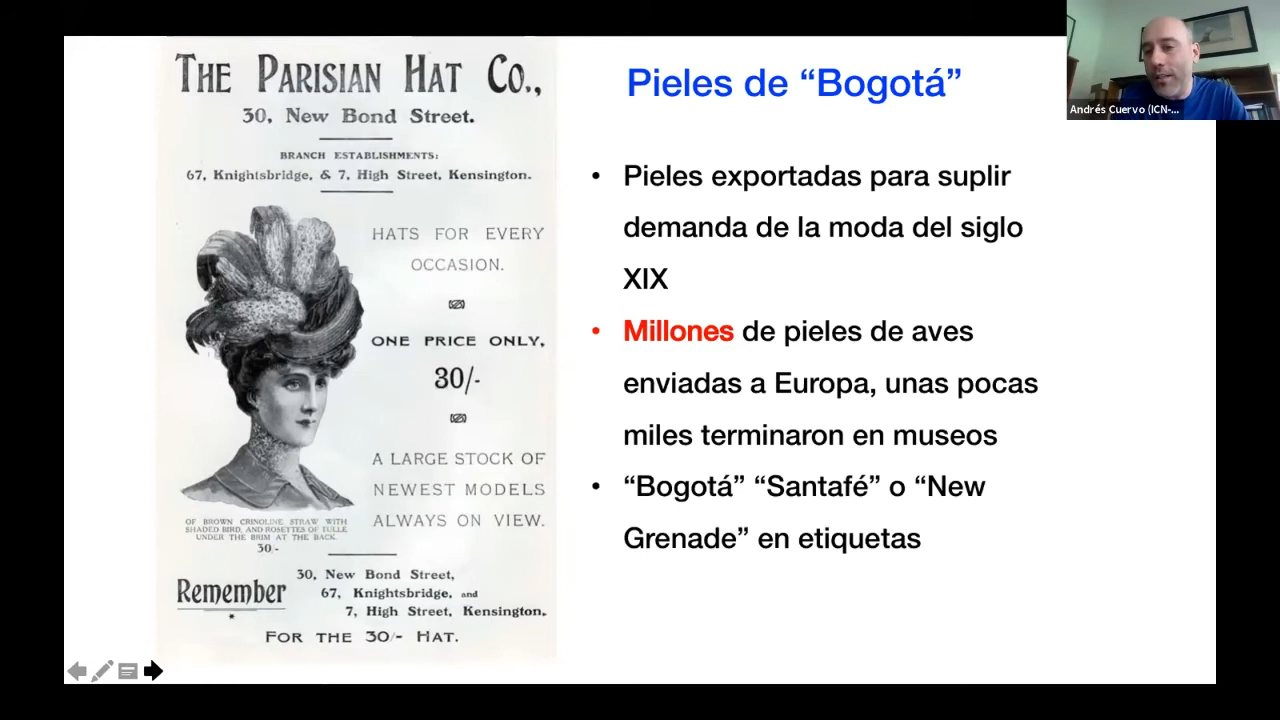 THE PARISIAN HAT CO.,
30, New Bond Street.
BRANCH ESTABLISHMENTS:
67, Knightsbridge, & 7, High Street, Kensington.
HATS FOR EVERY
OCCASION.
ONE PRICE ONLY,
30/-
A LARGE STOCK OF
NEWEST MODELS
ALWAYS ON VIEW.
OF BROWN CRINOLINE STRAW WITH
SHADED BIRD, AND ROSETTES OF TULLE
UNDER THE BRIM AT THE BACK.
30/-
Remember
30, New Bond Street,
67, Knightsbridge, and
7, High Street, Kensington,
FOR THE 30/- HAT.
Pieles de “Bogotá”
• Pieles exportadas para suplir
demanda de la moda del siglo
XIX
• Millones de pieles de aves
enviadas a Europa, unas pocas
miles terminaron en museos
• “Bogotá” “Santafé” o “New
Grenade” en etiquetas
Andrés Cuervo (ICN-...